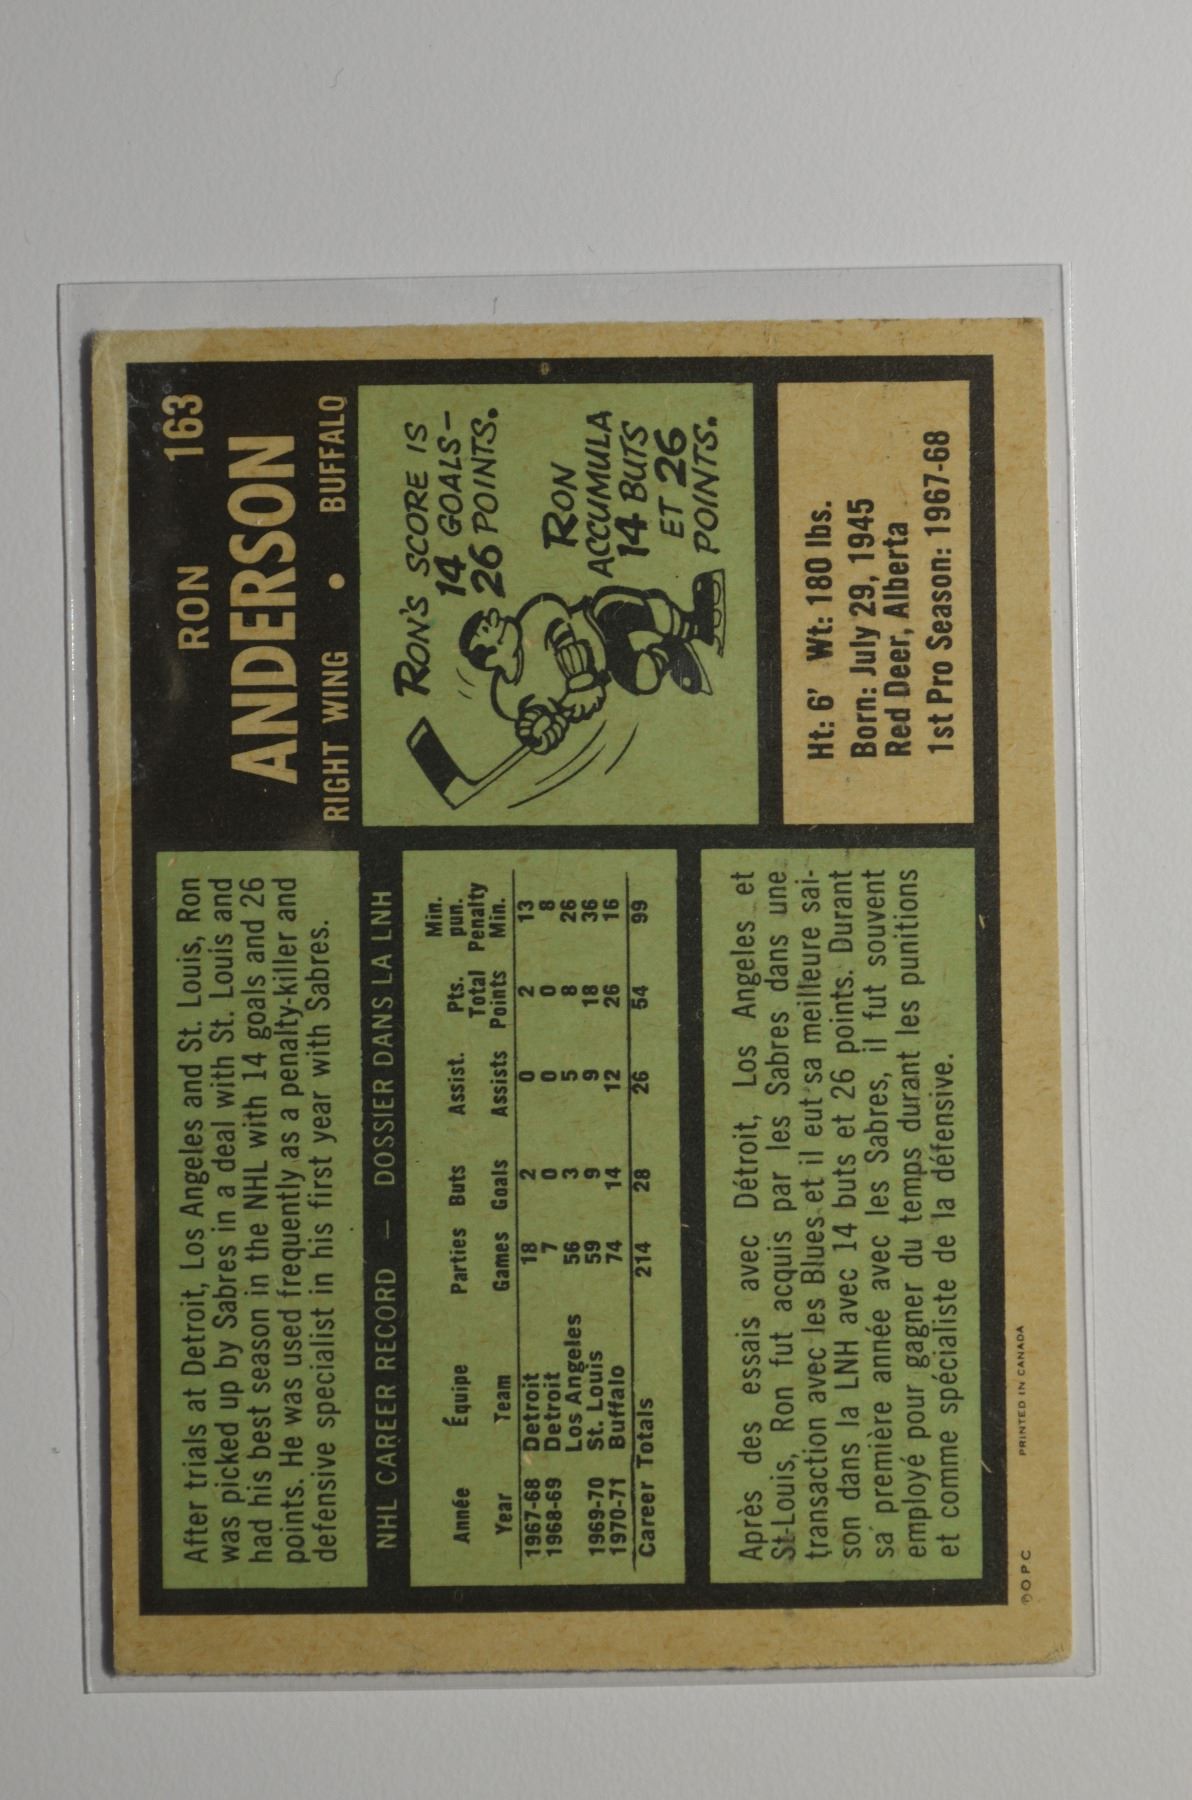 RON 163
ANDERSON
RIGHT WING • BUFFALO
After trials at Detroit, Los Angeles and St. Louis, Ron
was picked up by Sabres in a deal with St. Louis and
had his best season in the NHL with 14 goals and 26
points. He was used frequently as a penalty-killer and
defensive specialist in his first year with Sabres.
RON'S SCORE IS
14 GOALS-
26 POINTS.
RON
ACCUMULA
14 BUTS
ET 26
POINTS.
NHL CAREER RECORD — DOSSIER DANS LA LNH
Année Équipe Parties Buts Assist. Pts. Min. pun.
Year Team Games Goals Assists Total Points Penalty Min.
1967-68 Detroit 18 2 0 2 13
1968-69 Detroit 7 0 0 0 8
Los Angeles 56 3 5 8 26
1969-70 St. Louis 59 9 9 18 36
1970-71 Buffalo 74 14 12 26 16
Career Totals 214 28 26 54 99
Ht: 6' Wt: 180 lbs.
Born: July 29, 1945
Red Deer, Alberta
1st Pro Season: 1967-68
Après des essais avec Détroit, Los Angeles et
St-Louis, Ron fut acquis par les Sabres dans une
transaction avec les Blues et il eut sa meilleure sai-
son dans la LNH avec 14 buts et 26 points. Durant
sa première année avec les Sabres, il fut souvent
employé pour gagner du temps durant les punitions
et comme spécialiste de la défensive.
℗ O P C PRINTED IN CANADA